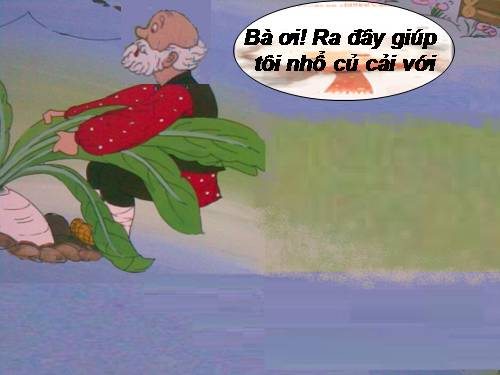 Bà ơi! Ra đây giúp
tôi nhổ củ cải với